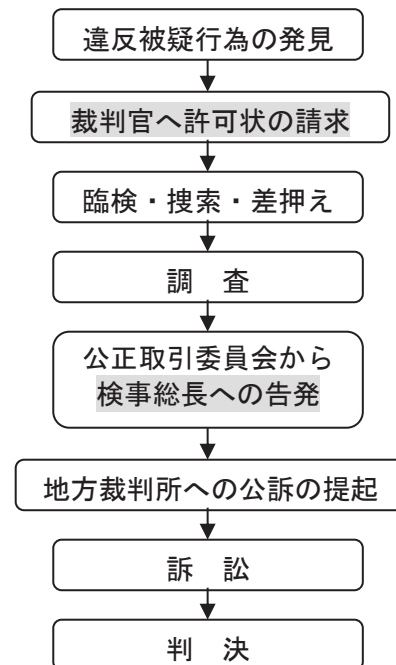 違反被疑行為の発見
裁判官へ許可状の請求
臨検・捜索・差押え
調　査
公正取引委員会から
検事総長への告発
地方裁判所への公訴の提起
訴　訟
判　決